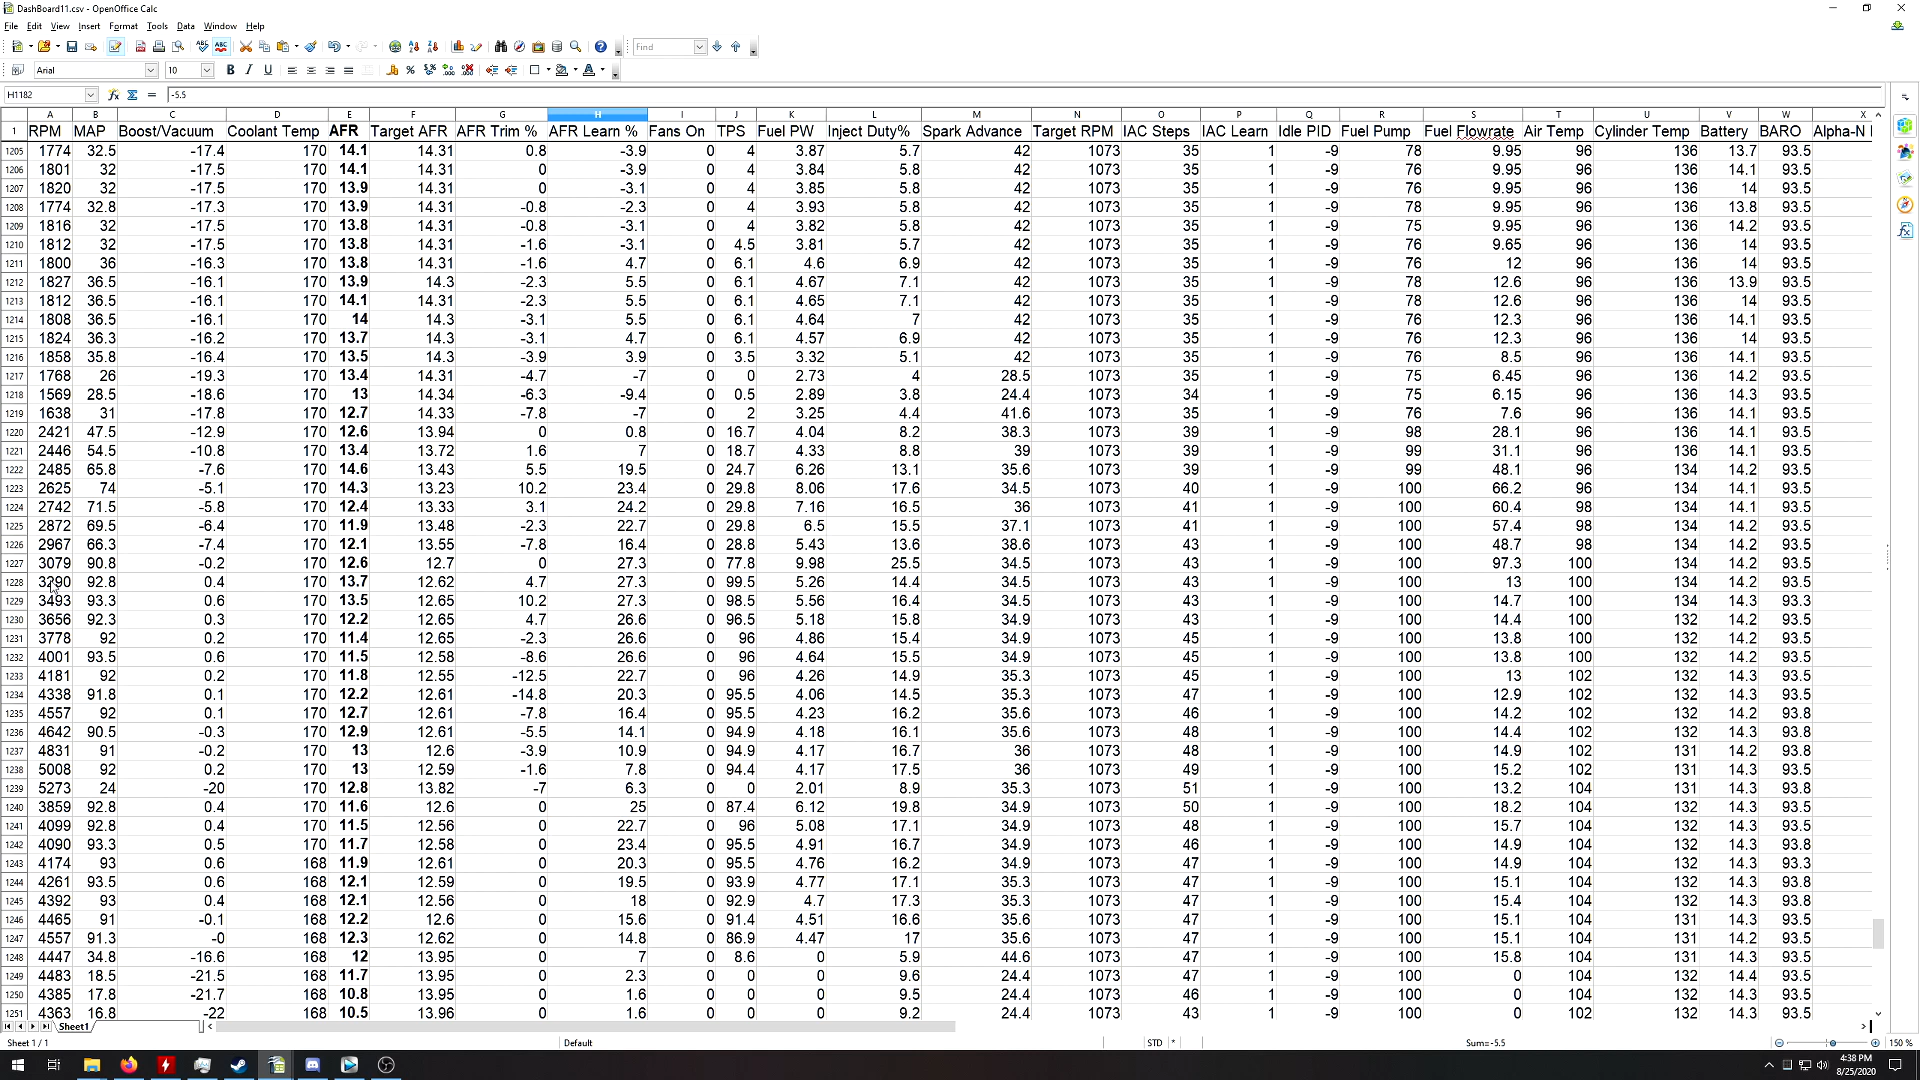 DashBoard11.csv - OpenOffice Calc
File Edit View Insert Format Tools Data Window Help
Find
Arial 10
H1182 -5.5
A B C D E F G H I J K L M N O P Q R S T U V W X
1 RPM MAP Boost/Vacuum Coolant Temp AFR Target AFR AFR Trim % AFR Learn % Fans On TPS Fuel PW Inject Duty% Spark Advance Target RPM IAC Steps IAC Learn Idle PID Fuel Pump Fuel Flowrate Air Temp Cylinder Temp Battery BARO Alpha-N
1205 1774 32.5 -17.4 170 14.1 14.31 0.8 -3.9 0 4 3.87 5.7 42 1073 35 1 -9 78 9.95 96 136 13.7 93.5
1206 1801 32 -17.5 170 14.1 14.31 0 -3.9 0 4 3.84 5.8 42 1073 35 1 -9 76 9.95 96 136 14.1 93.5
1207 1820 32 -17.5 170 13.9 14.31 0 -3.1 0 4 3.85 5.8 42 1073 35 1 -9 76 9.95 96 136 14 93.5
1208 1774 32.8 -17.3 170 13.9 14.31 -0.8 -2.3 0 4 3.93 5.8 42 1073 35 1 -9 78 9.95 96 136 13.8 93.5
1209 1816 32 -17.5 170 13.8 14.31 -0.8 -3.1 0 4 3.82 5.8 42 1073 35 1 -9 75 9.95 96 136 14.2 93.5
1210 1812 32 -17.5 170 13.8 14.31 -1.6 -3.1 0 4.5 3.81 5.7 42 1073 35 1 -9 76 9.65 96 136 14 93.5
1211 1800 36 -16.3 170 13.8 14.31 -1.6 4.7 0 6.1 4.6 6.9 42 1073 35 1 -9 76 12 96 136 14 93.5
1212 1827 36.5 -16.1 170 13.9 14.3 -2.3 5.5 0 6.1 4.67 7.1 42 1073 35 1 -9 78 12.6 96 136 13.9 93.5
1213 1812 36.5 -16.1 170 14.1 14.31 -2.3 5.5 0 6.1 4.65 7.1 42 1073 35 1 -9 78 12.6 96 136 14 93.5
1214 1808 36.5 -16.1 170 14 14.3 -3.1 5.5 0 6.1 4.64 7 42 1073 35 1 -9 76 12.3 96 136 14.1 93.5
1215 1824 36.3 -16.2 170 13.7 14.3 -3.1 4.7 0 6.1 4.57 6.9 42 1073 35 1 -9 76 12.3 96 136 14 93.5
1216 1858 35.8 -16.4 170 13.5 14.3 -3.9 3.9 0 3.5 3.32 5.1 42 1073 35 1 -9 76 8.5 96 136 14.1 93.5
1217 1768 26 -19.3 170 13.4 14.31 -4.7 -7 0 0 2.73 4 28.5 1073 35 1 -9 75 6.45 96 136 14.2 93.5
1218 1569 28.5 -18.6 170 13 14.34 -6.3 -9.4 0 0.5 2.89 3.8 24.4 1073 34 1 -9 75 6.15 96 136 14.3 93.5
1219 1638 31 -17.8 170 12.7 14.33 -7.8 -7 0 2 3.25 4.4 41.6 1073 35 1 -9 76 7.6 96 136 14.1 93.5
1220 2421 47.5 -12.9 170 12.6 13.94 0 0.8 0 16.7 4.04 8.2 38.3 1073 39 1 -9 98 28.1 96 136 14.1 93.5
1221 2446 54.5 -10.8 170 13.4 13.72 1.6 7 0 18.7 4.33 8.8 39 1073 39 1 -9 99 31.1 96 136 14.1 93.5
1222 2485 65.8 -7.6 170 14.6 13.43 5.5 19.5 0 24.7 6.26 13.1 35.6 1073 39 1 -9 99 48.1 96 134 14.2 93.5
1223 2625 74 -5.1 170 14.3 13.23 10.2 23.4 0 29.8 8.06 17.6 34.5 1073 40 1 -9 100 66.2 96 134 14.1 93.5
1224 2742 71.5 -5.8 170 12.4 13.33 3.1 24.2 0 29.8 7.16 16.5 36 1073 41 1 -9 100 60.4 98 134 14.1 93.5
1225 2872 69.5 -6.4 170 11.9 13.48 -2.3 22.7 0 29.8 6.5 15.5 37.1 1073 41 1 -9 100 57.4 98 134 14.2 93.5
1226 2967 66.3 -7.4 170 12.1 13.55 -7.8 16.4 0 28.8 5.43 13.6 38.6 1073 43 1 -9 100 48.7 98 134 14.2 93.5
1227 3079 90.8 -0.2 170 12.6 12.7 0 27.3 0 77.8 9.98 25.5 34.5 1073 43 1 -9 100 97.3 100 134 14.2 93.5
1228 3290 92.8 0.4 170 13.7 12.62 4.7 27.3 0 99.5 5.26 14.4 34.5 1073 43 1 -9 100 13 100 134 14.2 93.5
1229 3493 93.3 0.6 170 13.5 12.65 10.2 27.3 0 98.5 5.56 16.4 34.5 1073 43 1 -9 100 14.7 100 134 14.3 93.3
1230 3656 92.3 0.3 170 12.2 12.65 4.7 26.6 0 96.5 5.18 15.8 34.9 1073 43 1 -9 100 14.4 100 132 14.2 93.5
1231 3778 92 0.2 170 11.4 12.65 -2.3 26.6 0 96 4.86 15.4 34.9 1073 45 1 -9 100 13.8 100 132 14.2 93.5
1232 4001 93.5 0.6 170 11.5 12.58 -8.6 26.6 0 96 4.64 15.5 34.9 1073 45 1 -9 100 13.8 100 132 14.2 93.5
1233 4181 92 0.2 170 11.8 12.55 -12.5 22.7 0 96 4.26 14.9 35.3 1073 45 1 -9 100 13 102 132 14.3 93.5
1234 4338 91.8 0.1 170 12.2 12.61 -14.8 20.3 0 95.5 4.06 14.5 35.3 1073 47 1 -9 100 12.9 102 132 14.3 93.5
1235 4557 92 0.1 170 12.7 12.61 -7.8 16.4 0 95.5 4.23 16.2 35.6 1073 46 1 -9 100 14.2 102 132 14.2 93.8
1236 4642 90.5 -0.3 170 12.9 12.61 -5.5 14.1 0 94.9 4.18 16.1 35.6 1073 48 1 -9 100 14.4 102 132 14.3 93.5
1237 4831 91 -0.2 170 13 12.6 -3.9 10.9 0 94.9 4.17 16.7 36 1073 48 1 -9 100 14.9 102 131 14.2 93.8
1238 5008 92 0.2 170 13 12.59 -1.6 7.8 0 94.4 4.17 17.5 36 1073 49 1 -9 100 15.2 102 131 14.3 93.5
1239 5273 24 -20 170 12.8 13.82 -7 6.3 0 0 2.01 8.9 35.3 1073 51 1 -9 100 13.2 104 131 14.3 93.8
1240 3859 92.8 0.4 170 11.6 12.6 0 25 0 87.4 6.12 19.8 34.9 1073 50 1 -9 100 18.2 104 132 14.3 93.5
1241 4099 92.8 0.4 170 11.5 12.56 0 22.7 0 96 5.08 17.1 34.9 1073 48 1 -9 100 15.7 104 132 14.3 93.5
1242 4090 93.3 0.5 170 11.7 12.58 0 23.4 0 95.5 4.91 16.7 34.9 1073 46 1 -9 100 14.9 104 132 14.3 93.8
1243 4174 93 0.6 168 11.9 12.61 0 20.3 0 95.5 4.76 16.2 34.9 1073 47 1 -9 100 14.9 104 132 14.3 93.3
1244 4261 93.5 0.6 168 12.1 12.59 0 19.5 0 93.9 4.77 17.1 35.3 1073 47 1 -9 100 15.1 104 132 14.3 93.8
1245 4392 93 0.4 168 12.1 12.56 0 18 0 92.9 4.7 17.3 35.3 1073 47 1 -9 100 15.4 104 132 14.3 93.8
1246 4465 91 -0.1 168 12.2 12.6 0 15.6 0 91.4 4.51 16.6 35.6 1073 47 1 -9 100 15.1 104 131 14.3 93.5
1247 4557 91.3 -0 168 12.3 12.62 0 14.8 0 86.9 4.47 17 35.6 1073 47 1 -9 100 15.1 104 131 14.2 93.5
1248 4447 34.8 -16.6 168 12 13.95 0 7 0 8.6 0 5.9 44.6 1073 47 1 -9 100 15.8 104 131 14.3 93.5
1249 4483 18.5 -21.5 168 11.7 13.95 0 2.3 0 0 0 9.6 24.4 1073 47 1 -9 100 0 104 132 14.4 93.5
1250 4385 17.8 -21.7 168 10.8 13.95 0 1.6 0 0 0 9.5 24.4 1073 46 1 -9 100 0 104 132 14.3 93.5
1251 4363 16.8 -22 168 10.5 13.96 0 1.6 0 0 0 9.2 24.4 1073 47 1 -9 100 0 102 132 14.3 93.5
Sheet1
Sheet 1 / 1 Default STD * Sum=-5.5 150 %
4:38 PM
8/25/2020